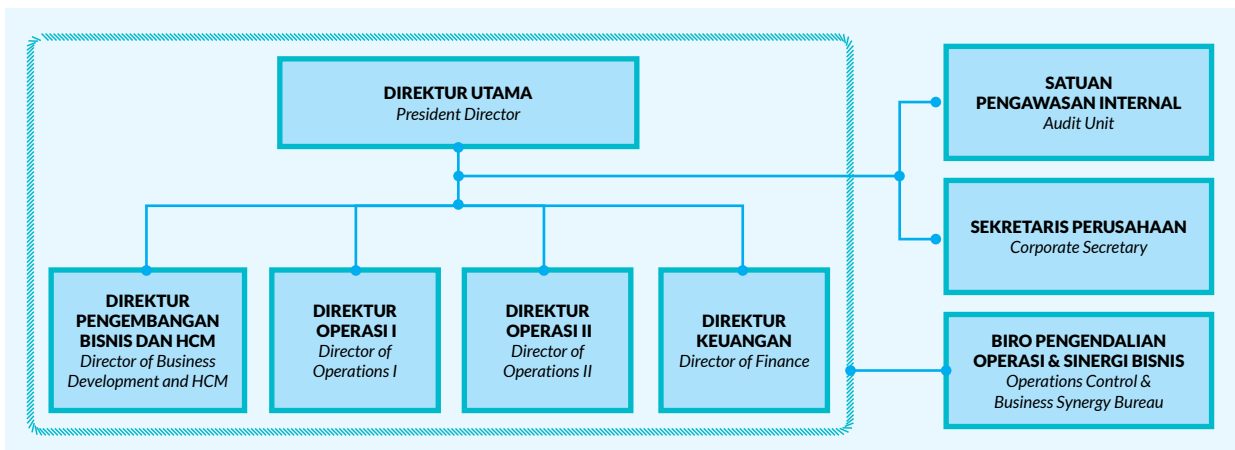 DIREKTUR UTAMA
President Director
SATUAN
PENGAWASAN INTERNAL
Audit Unit
SEKRETARIS PERUSAHAAN
Corporate Secretary
DIREKTUR
PENGEMBANGAN
BISNIS DAN HCM
Director of Business
Development and HCM
DIREKTUR
OPERASI I
Director of
Operations I
DIREKTUR
OPERASI II
Director of
Operations II
DIREKTUR
KEUANGAN
Director of Finance
BIRO PENGENDALIAN
OPERASI & SINERGI BISNIS
Operations Control &
Business Synergy Bureau